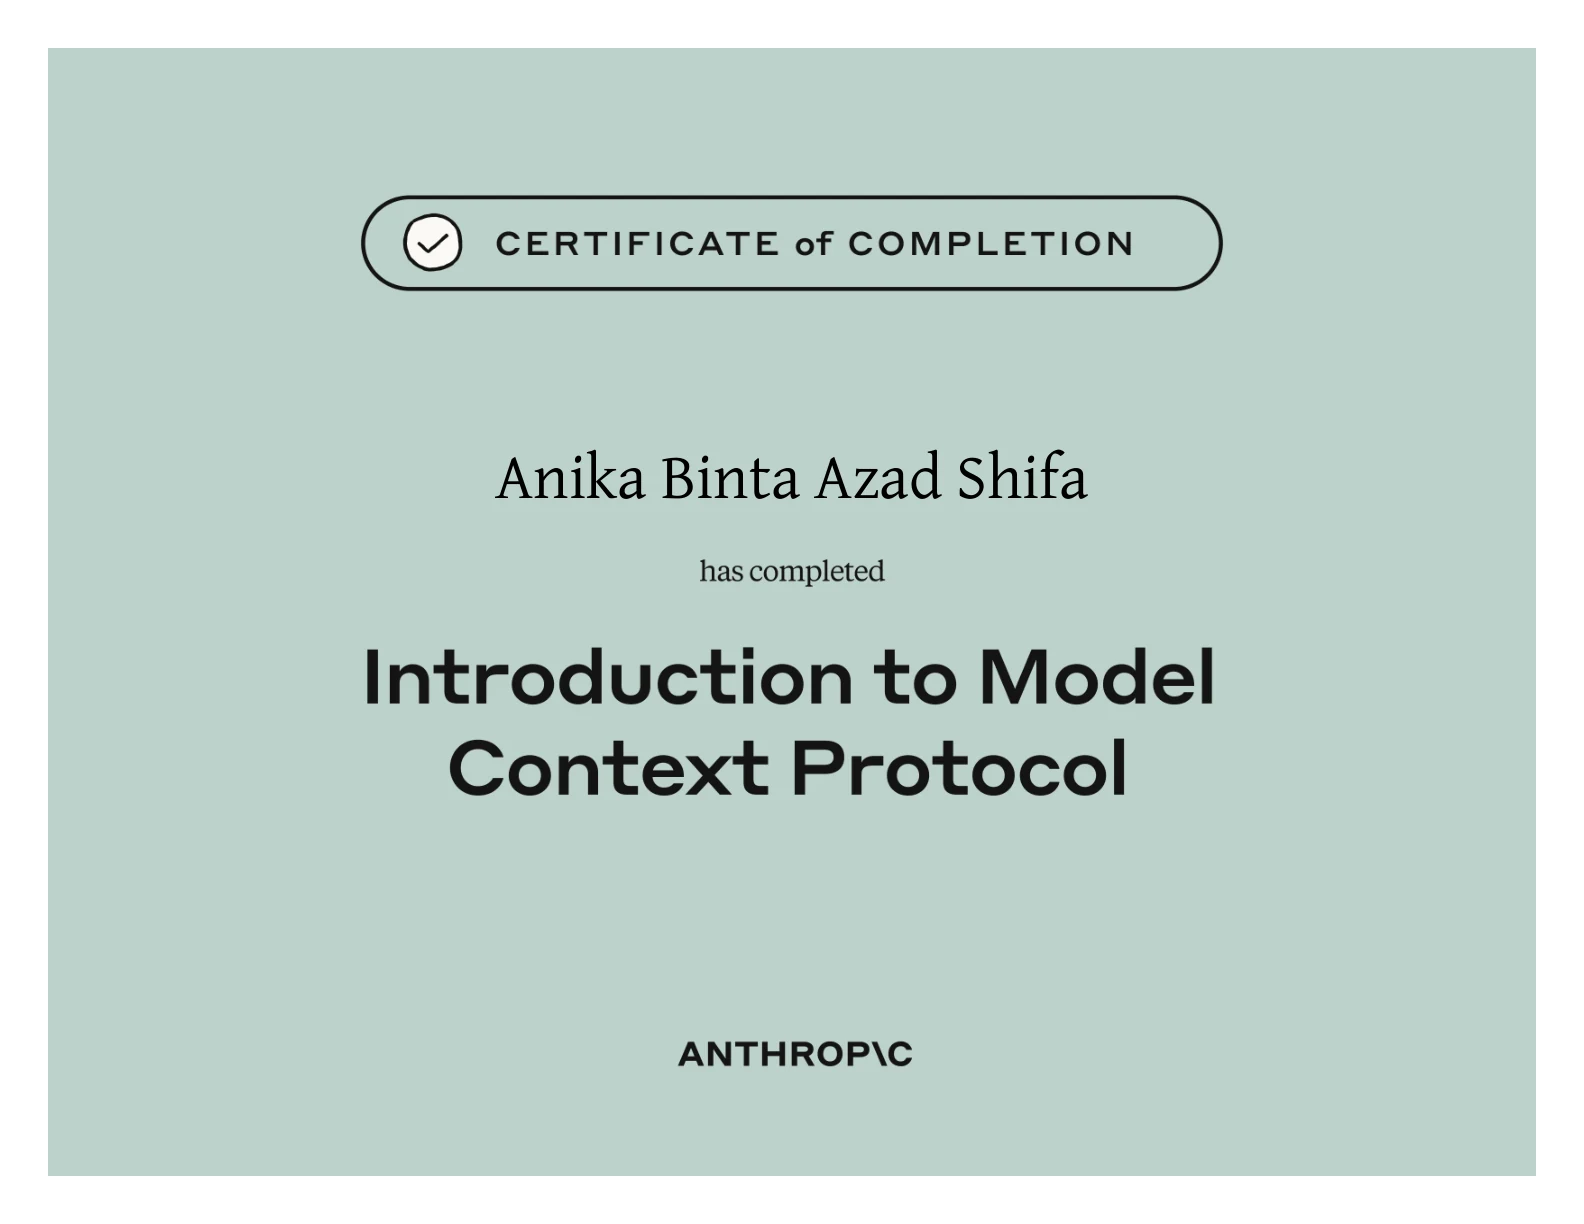 CERTIFICATE of COMPLETION
Anika Binta Azad Shifa
has completed
Introduction to Model
Context Protocol
ANTHROP\C